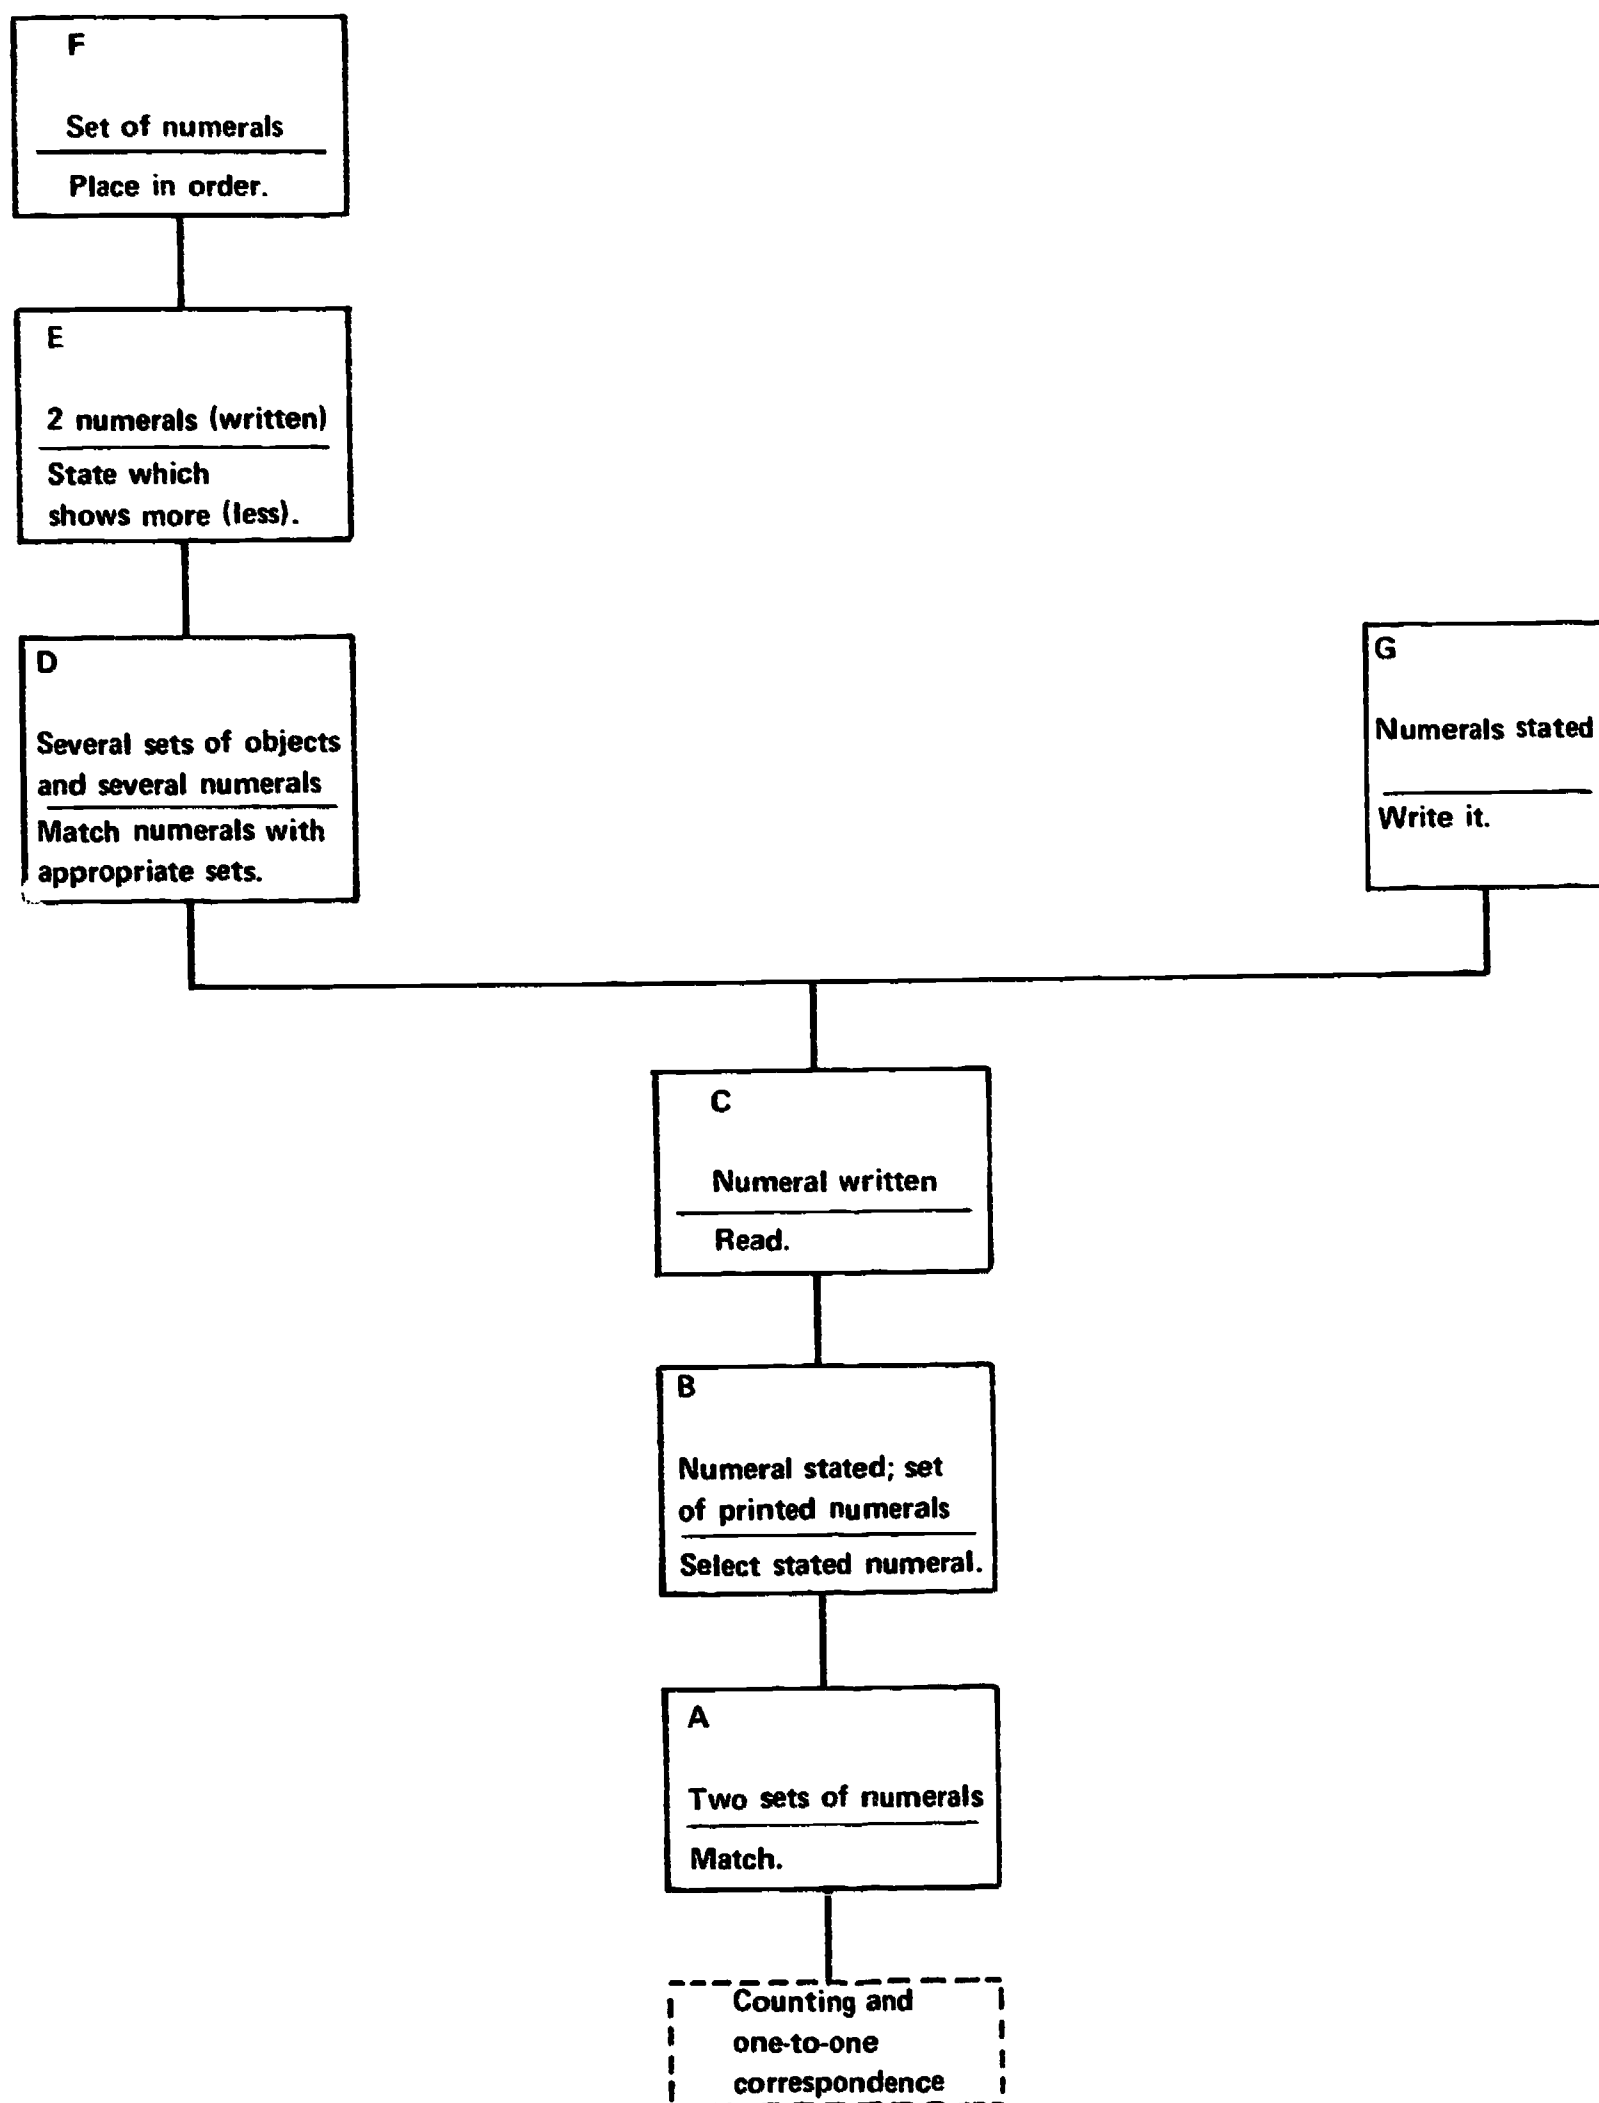 F
Set of numerals
Place in order.
E
2 numerals (written)
State which
shows more (less).
D
Several sets of objects
and several numerals
Match numerals with
appropriate sets.
G
Numerals stated
Write it.
C
Numeral written
Read.
B
Numeral stated; set
of printed numerals
Select stated numeral.
A
Two sets of numerals
Match.
Counting and
one-to-one
correspondence